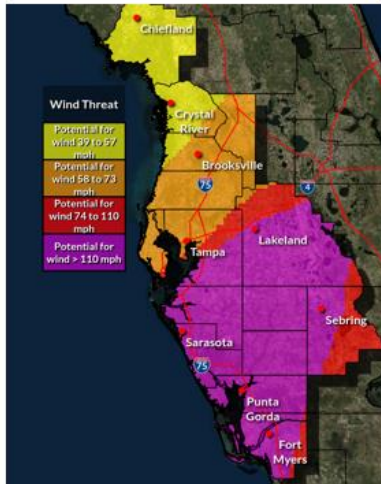 Chiefland
Wind Threat
Potential for
wind 39 to 57
mph
Potential for
wind 58 to 73
mph
Potential for
wind 74 to 110
mph
Potential for
wind > 110 mph
Crystal
River
Brooksville
75
4
Tampa
Lakeland
Sebring
Sarasota
75
Punta
Gorda
Fort
Myers